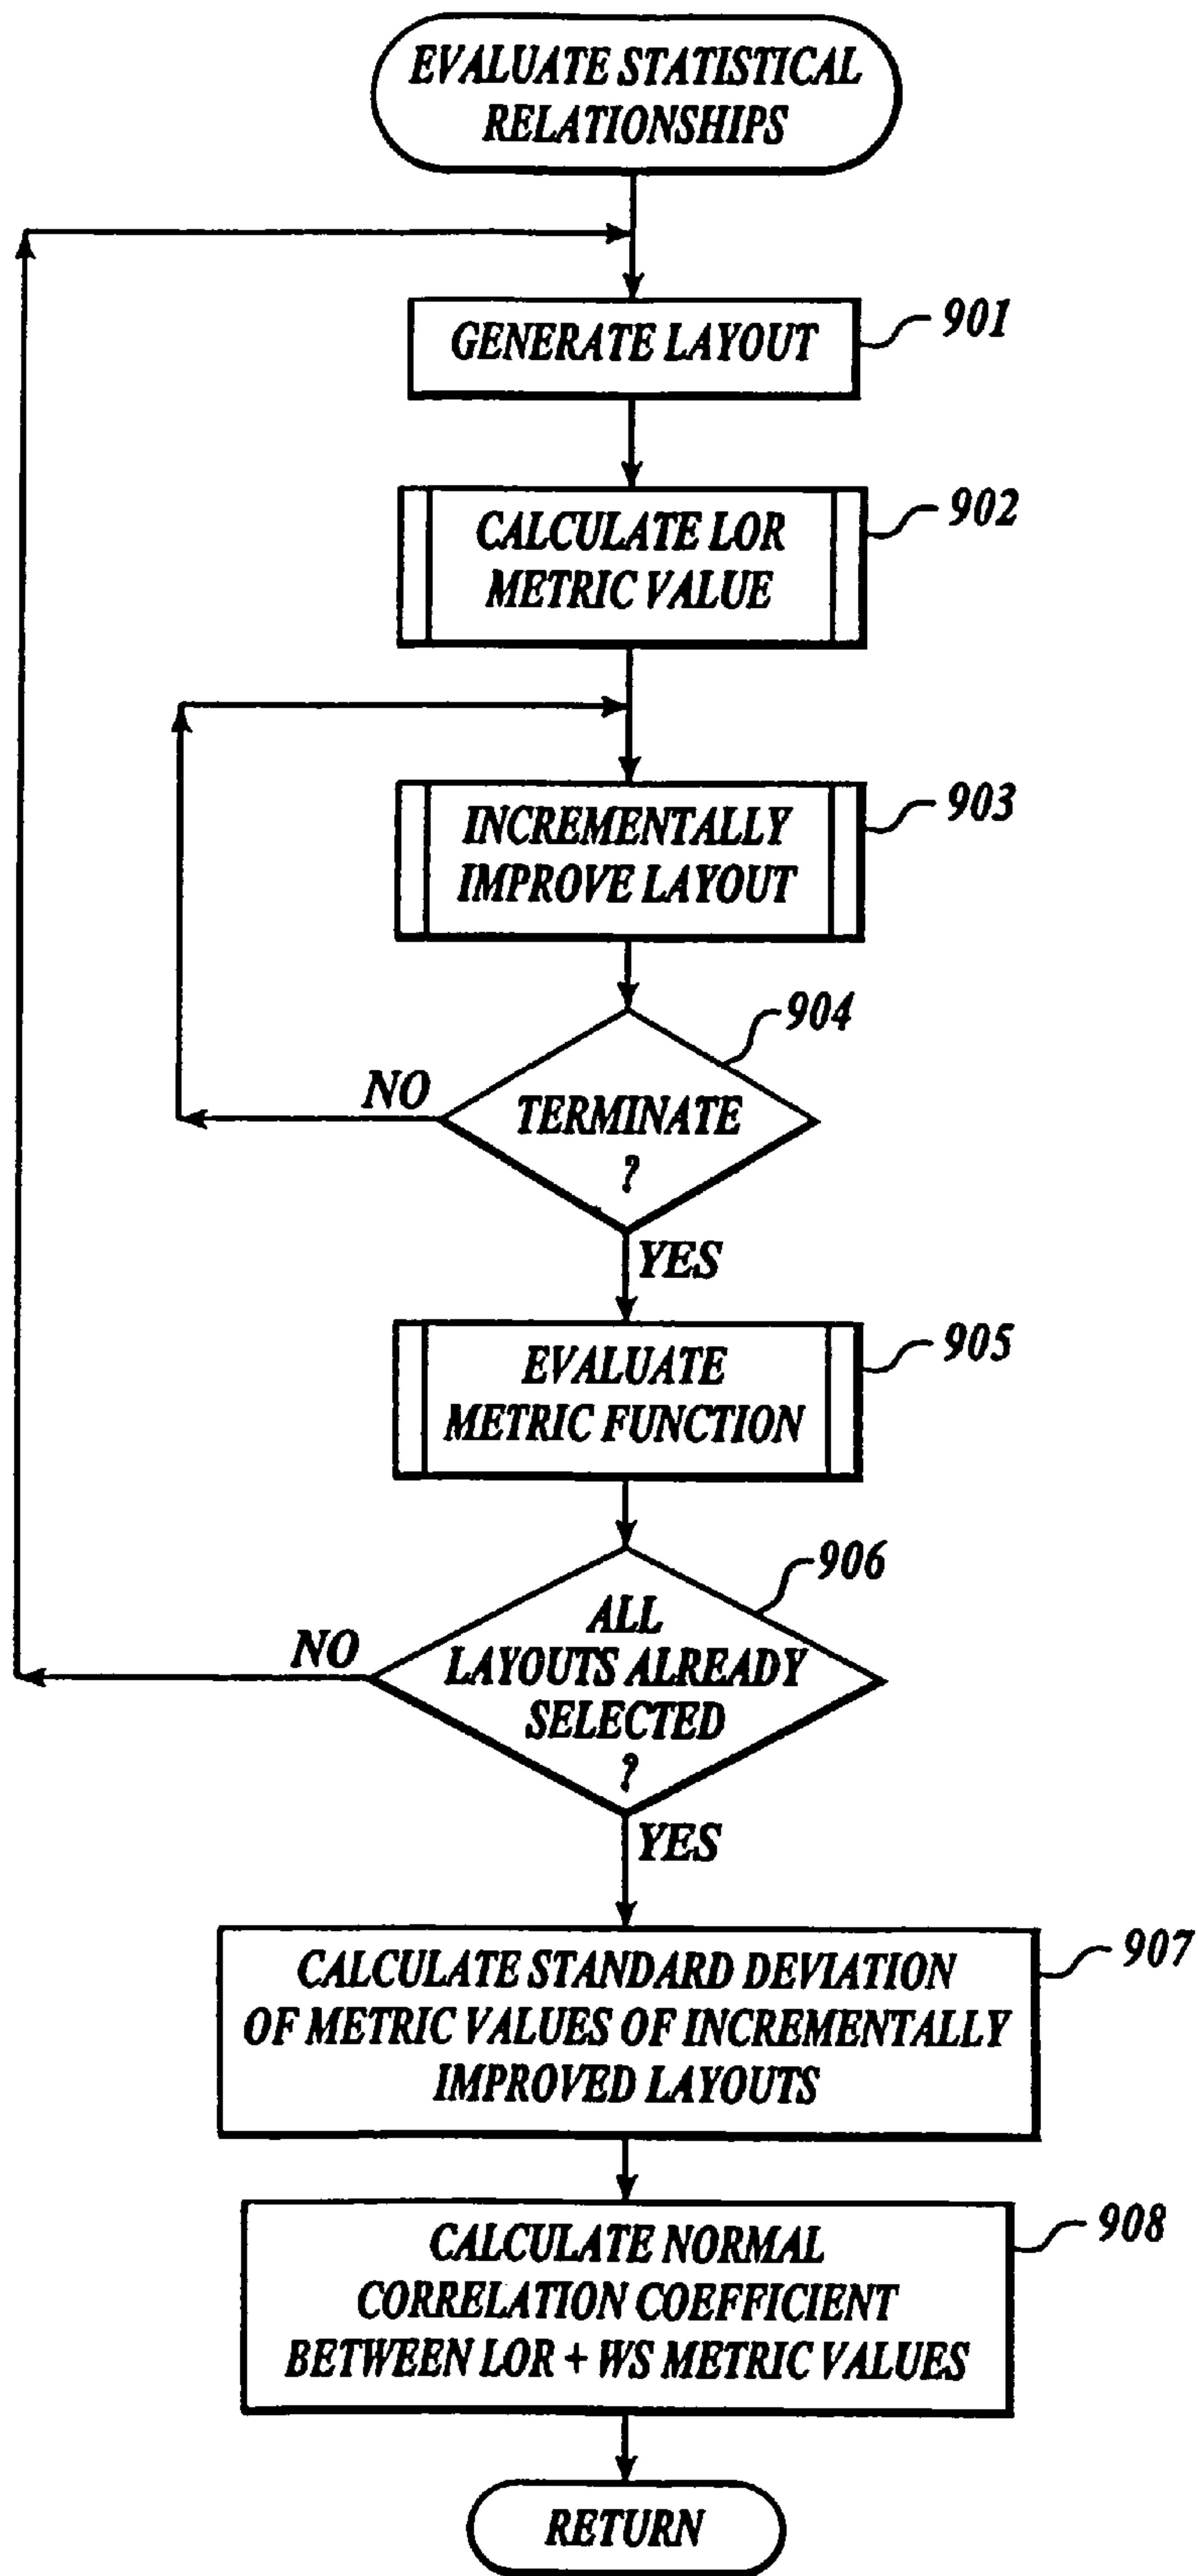 EVALUATE STATISTICAL
RELATIONSHIPS
GENERATE LAYOUT
901
CALCULATE LOR
METRIC VALUE
902
INCREMENTALLY
IMPROVE LAYOUT
903
904
NO
TERMINATE
?
YES
EVALUATE
METRIC FUNCTION
905
906
ALL
NO
LAYOUTS ALREADY
SELECTED
?
YES
CALCULATE STANDARD DEVIATION
OF METRIC VALUES OF INCREMENTALLY
IMPROVED LAYOUTS
907
CALCULATE NORMAL
CORRELATION COEFFICIENT
BETWEEN LOR + WS METRIC VALUES
908
RETURN